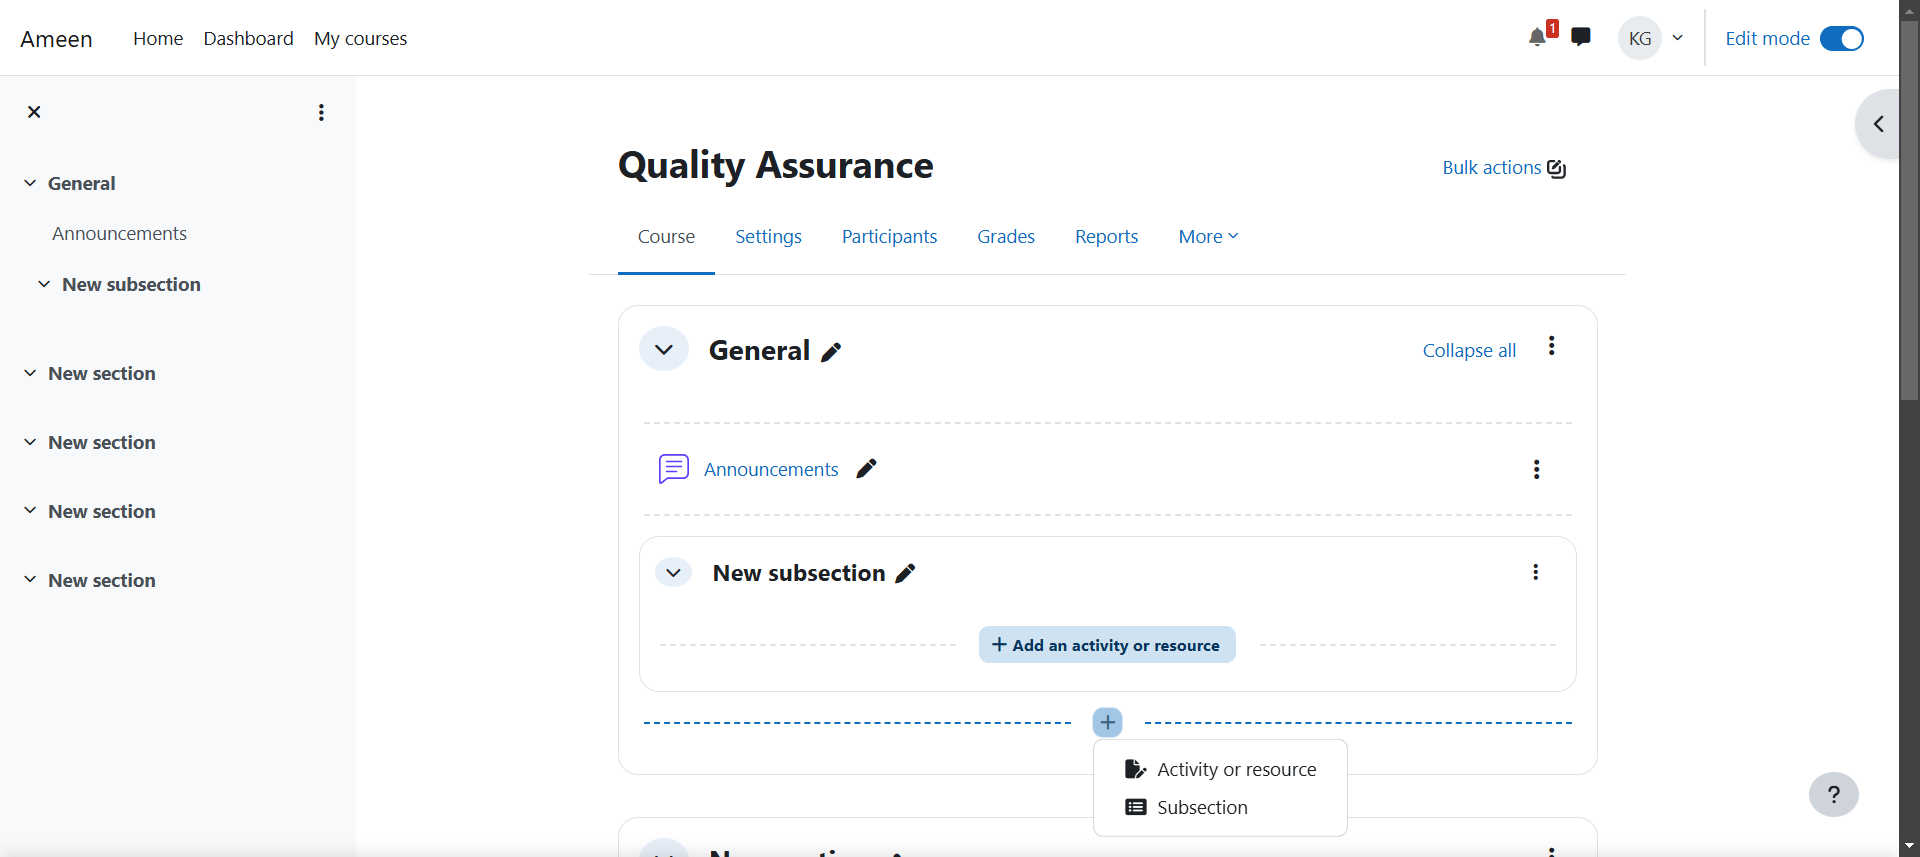 Ameen Home Dashboard My courses 1 KG Edit mode
General
Announcements
New subsection
New section
New section
New section
New section
Quality Assurance Bulk actions
Course Settings Participants Grades Reports More
General Collapse all
Announcements
New subsection
+ Add an activity or resource
+
Activity or resource
Subsection
?